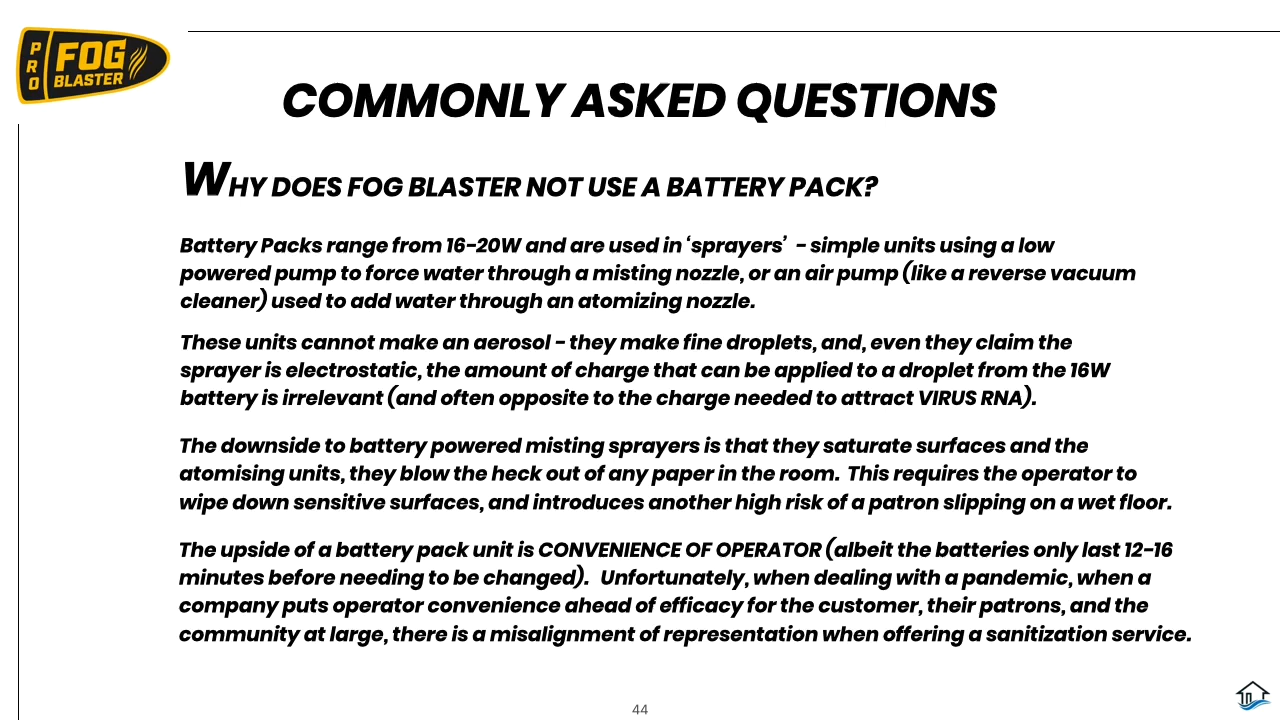 PRO
FOG
BLASTER
COMMONLY ASKED QUESTIONS
WHY DOES FOG BLASTER NOT USE A BATTERY PACK?
Battery Packs range from 16-20W and are used in ‘sprayers’ - simple units using a low
powered pump to force water through a misting nozzle, or an air pump (like a reverse vacuum
cleaner) used to add water through an atomizing nozzle.
These units cannot make an aerosol - they make fine droplets, and, even they claim the
sprayer is electrostatic, the amount of charge that can be applied to a droplet from the 16W
battery is irrelevant (and often opposite to the charge needed to attract VIRUS RNA).
The downside to battery powered misting sprayers is that they saturate surfaces and the
atomising units, they blow the heck out of any paper in the room. This requires the operator to
wipe down sensitive surfaces, and introduces another high risk of a patron slipping on a wet floor.
The upside of a battery pack unit is CONVENIENCE OF OPERATOR (albeit the batteries only last 12-16
minutes before needing to be changed). Unfortunately, when dealing with a pandemic, when a
company puts operator convenience ahead of efficacy for the customer, their patrons, and the
community at large, there is a misalignment of representation when offering a sanitization service.
44